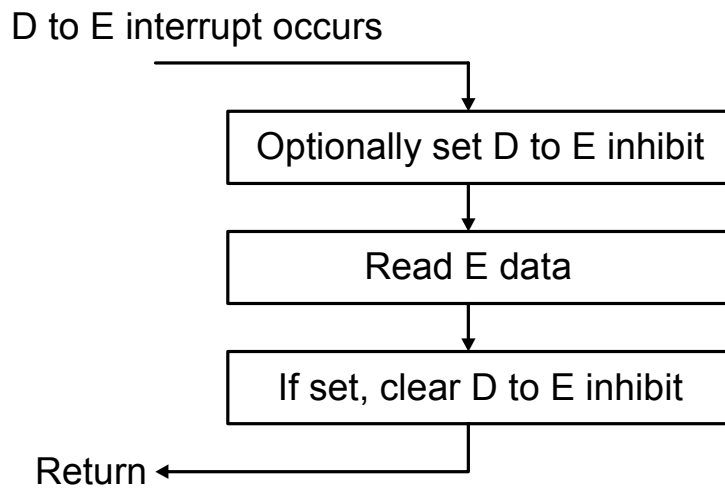 D to E interrupt occurs
Optionally set D to E inhibit
Read E data
If set, clear D to E inhibit
Return